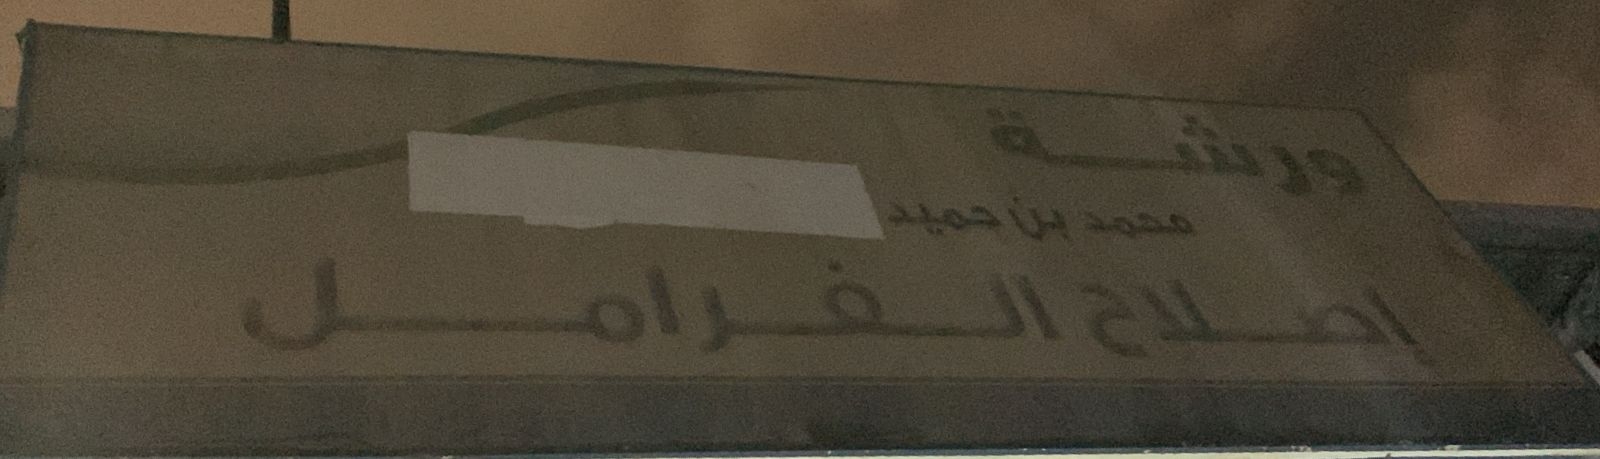 ورشة
محمد بن حميد
إصلاح الفرامل